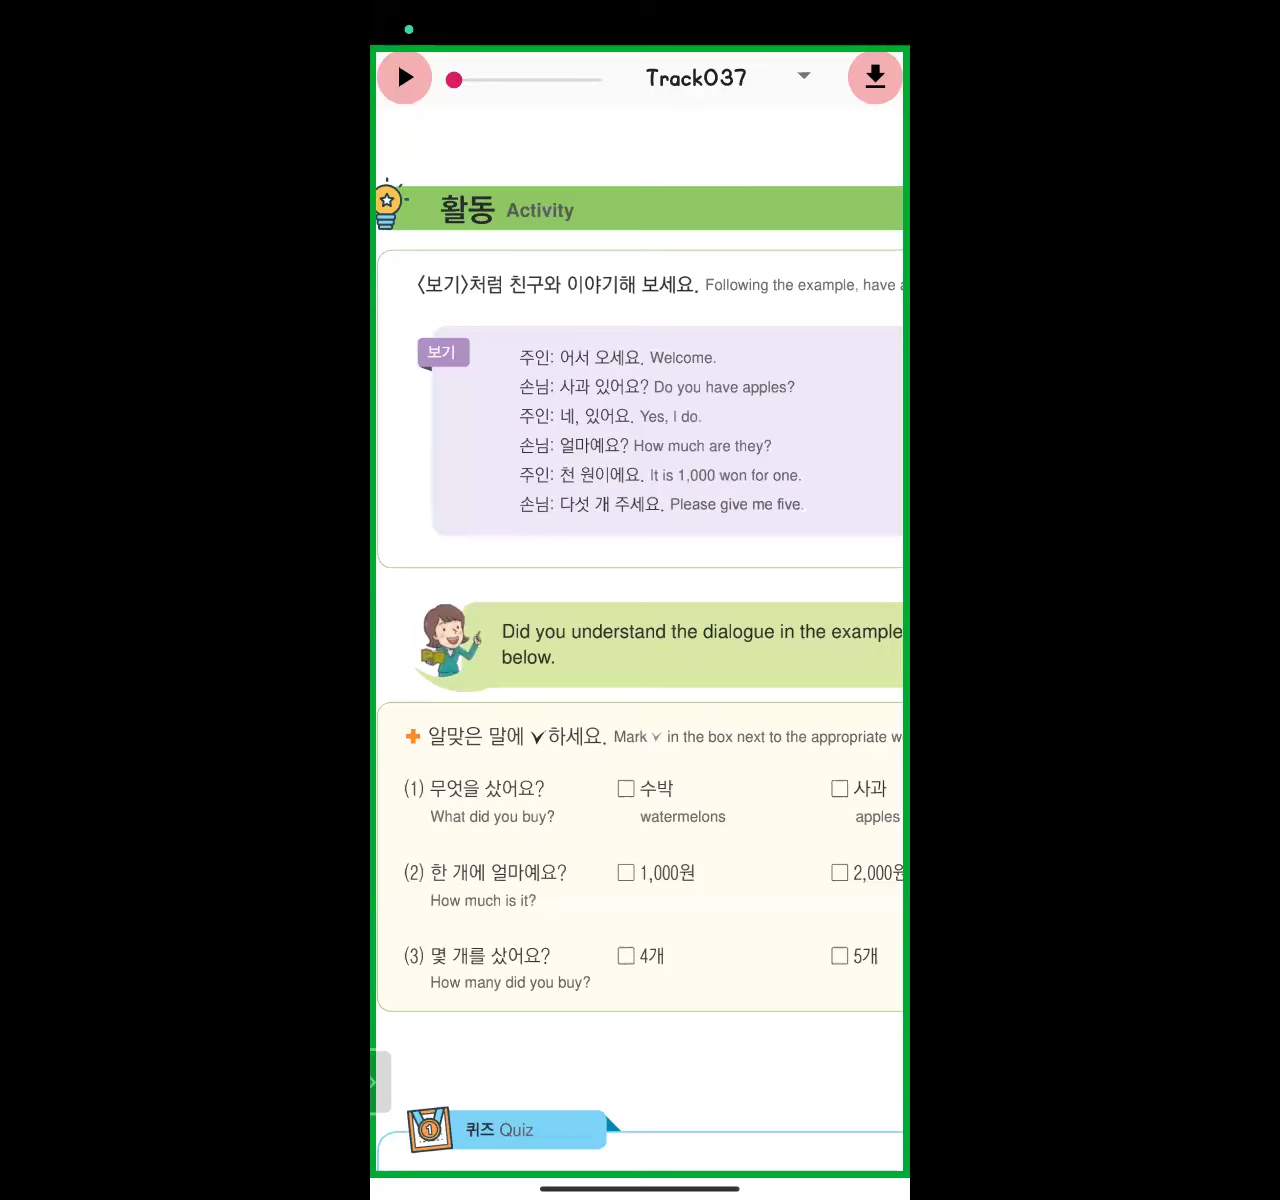 Track037
활동 Activity
〈보기〉처럼 친구와 이야기해 보세요. Following the example, have a
보기
주인: 어서 오세요. Welcome.
손님: 사과 있어요? Do you have apples?
주인: 네, 있어요. Yes, I do.
손님: 얼마예요? How much are they?
주인: 천 원이에요. It is 1,000 won for one.
손님: 다섯 개 주세요. Please give me five.
Did you understand the dialogue in the example
below.
알맞은 말에 ∨하세요. Mark ∨ in the box next to the appropriate w
(1) 무엇을 샀어요? □ 수박 □ 사과
What did you buy? watermelons apples
(2) 한 개에 얼마예요? □ 1,000원 □ 2,000원
How much is it?
(3) 몇 개를 샀어요? □ 4개 □ 5개
How many did you buy?
1
퀴즈 Quiz